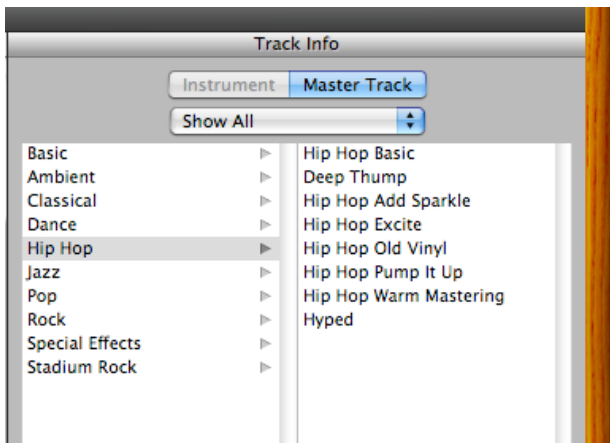 Track Info
Instrument Master Track
Show All
Basic
Ambient
Classical
Dance
Hip Hop
Jazz
Pop
Rock
Special Effects
Stadium Rock
Hip Hop Basic
Deep Thump
Hip Hop Add Sparkle
Hip Hop Excite
Hip Hop Old Vinyl
Hip Hop Pump It Up
Hip Hop Warm Mastering
Hyped